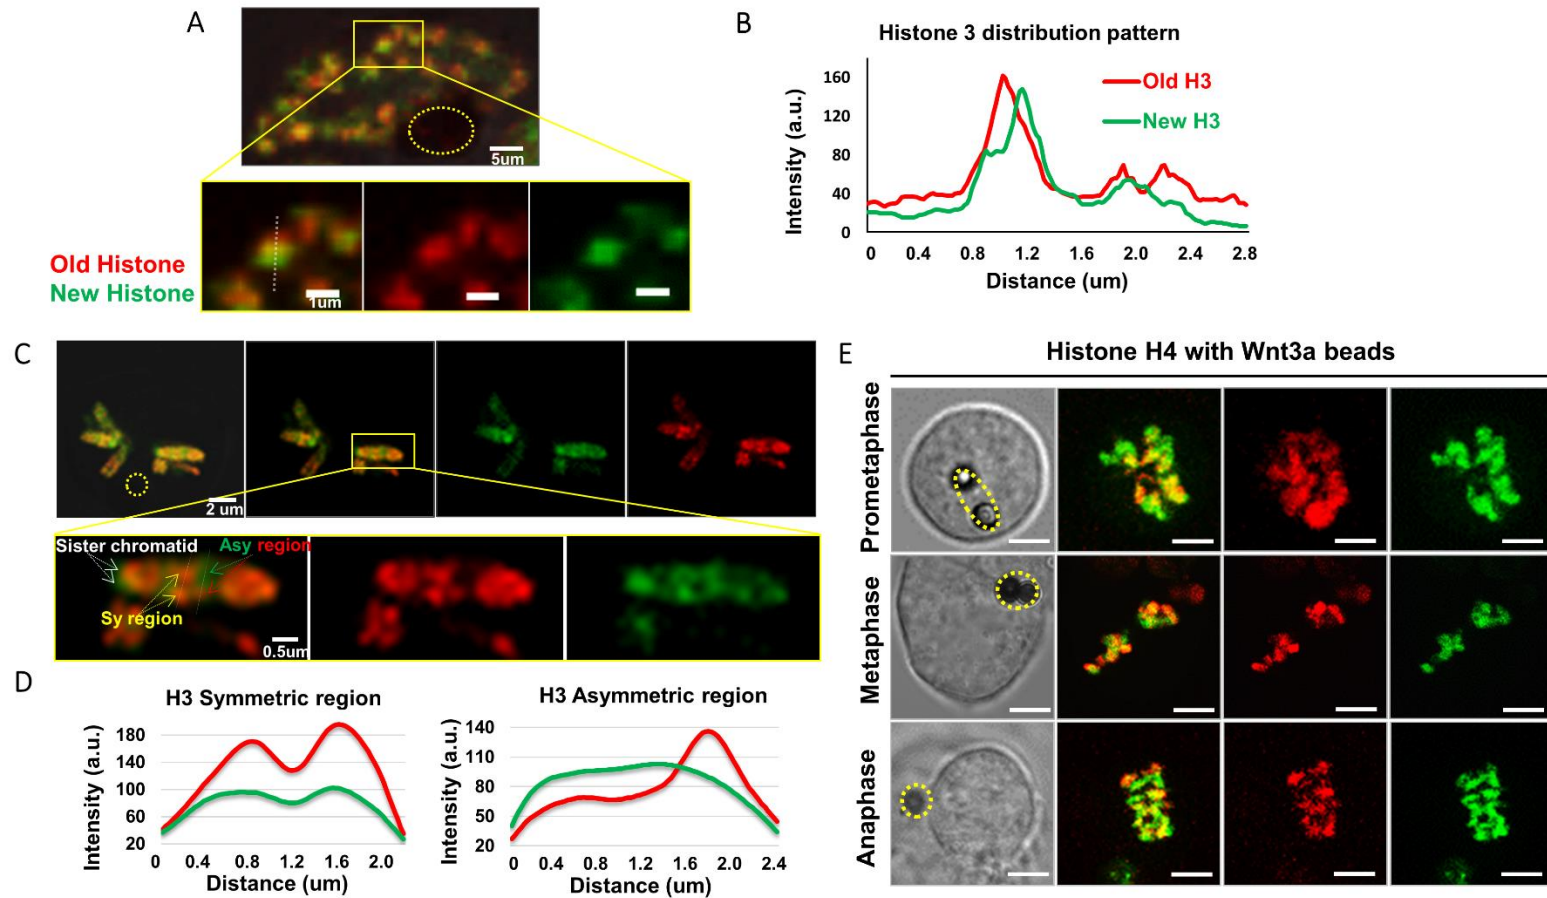 A
5um
Old Histone
New Histone
1um
B
Histone 3 distribution pattern
Intensity (a.u.)
160
120
80
40
0
Old H3
New H3
0 0.4 0.8 1.2 1.6 2.0 2.4 2.8
Distance (um)
C
2 um
Sister chromatid
Asy region
Sy region
0.5um
D
H3 Symmetric region
Intensity (a.u.)
180
140
100
60
20
0 0.4 0.8 1.2 1.6 2.0
Distance (um)
H3 Asymmetric region
Intensity (a.u.)
140
110
80
50
20
0 0.4 0.8 1.2 1.6 2.0 2.4
Distance (um)
E
Histone H4 with Wnt3a beads
Prometaphase
Metaphase
Anaphase